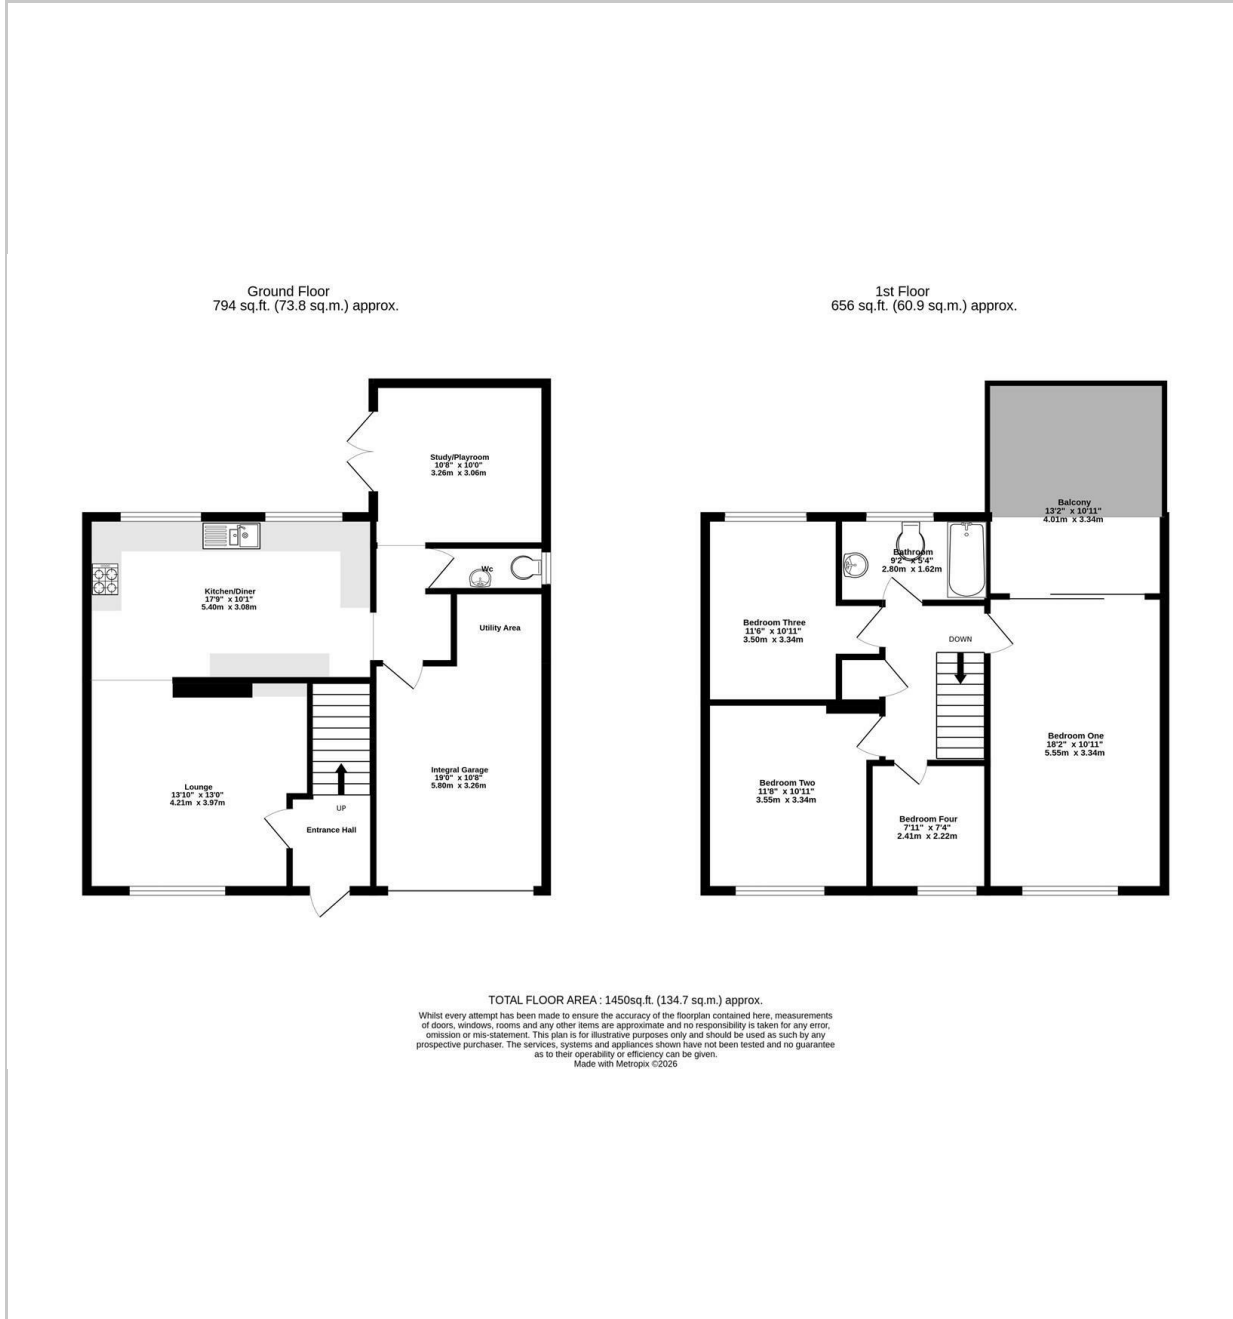 Ground Floor
794 sq.ft. (73.8 sq.m.) approx.
1st Floor
656 sq.ft. (60.9 sq.m.) approx.
Study/Playroom
10'8" x 10'0"
3.26m x 3.06m
Wc
Kitchen/Diner
17'9" x 10'1"
5.40m x 3.08m
Utility Area
Integral Garage
19'0" x 10'8"
5.80m x 3.26m
Lounge
13'10" x 13'0"
4.21m x 3.97m
UP
Entrance Hall
Balcony
13'2" x 10'11"
4.01m x 3.34m
Bathroom
9'2" x 5'4"
2.80m x 1.62m
Bedroom Three
11'6" x 10'11"
3.50m x 3.34m
DOWN
Bedroom One
18'2" x 10'11"
5.55m x 3.34m
Bedroom Two
11'8" x 10'11"
3.55m x 3.34m
Bedroom Four
7'11" x 7'4"
2.41m x 2.22m
TOTAL FLOOR AREA : 1450sq.ft. (134.7 sq.m.) approx.
Whilst every attempt has been made to ensure the accuracy of the floorplan contained here, measurements
of doors, windows, rooms and any other items are approximate and no responsibility is taken for any error,
omission or mis-statement. This plan is for illustrative purposes only and should be used as such by any
prospective purchaser. The services, systems and appliances shown have not been tested and no guarantee
as to their operability or efficiency can be given.
Made with Metropix ©2026